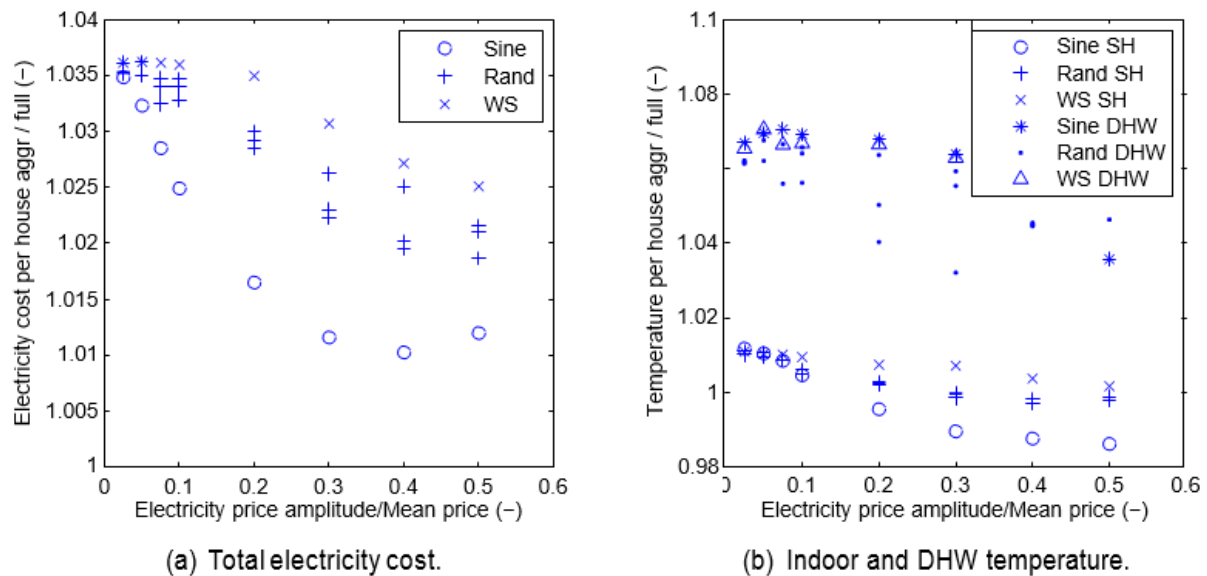 1.04
1.035
1.03
1.025
1.02
1.015
1.01
1.005
1
0
0.1
0.2
0.3
0.4
0.5
0.6
Electricity cost per house aggr / full (−)
Electricity price amplitude/Mean price (−)
Sine
Rand
WS
(a) Total electricity cost.
1.1
1.08
1.06
1.04
1.02
1
0.98
0
0.1
0.2
0.3
0.4
0.5
0.6
Temperature per house aggr / full (−)
Electricity price amplitude/Mean price (−)
Sine SH
Rand SH
WS SH
Sine DHW
Rand DHW
WS DHW
(b) Indoor and DHW temperature.